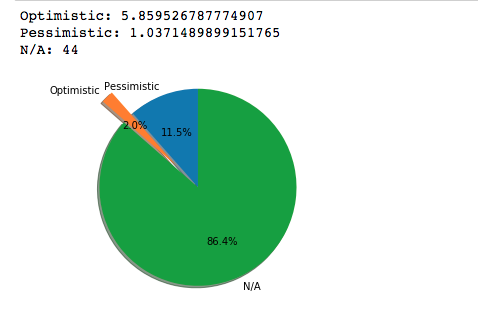 Optimistic: 5.859526787774907
Pessimistic: 1.0371489899151765
N/A: 44
Optimistic Pessimistic
2.0% 11.5%
86.4%
N/A